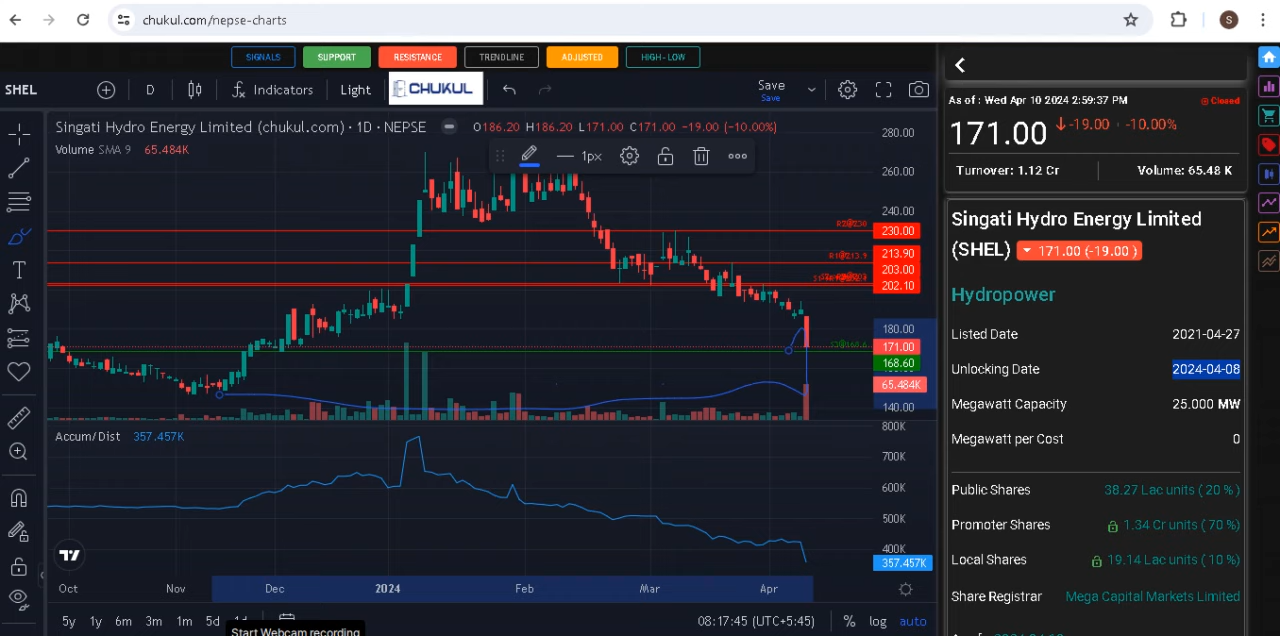 chukul.com/nepse-charts
S
SIGNALS SUPPORT RESISTANCE TRENDLINE ADJUSTED HIGH-LOW
SHEL D Indicators Light CHUKUL Save
Save
Singati Hydro Energy Limited (chukul.com) · 1D · NEPSE O186.20 H186.20 L171.00 C171.00 -19.00 (-10.00%)
Volume SMA 9 65.484K
1px
280.00
260.00
240.00
R2@230 230.00
R1@213.9 213.90
203.00
202.10
180.00
171.00
168.60
65.484K
140.00
Accum/Dist 357.457K
800K
700K
600K
500K
400K
357.457K
Oct Nov Dec 2024 Feb Mar Apr
5y 1y 6m 3m 1m 5d 1d 08:17:45 (UTC+5:45) % log auto
Start Webcam recording
As of : Wed Apr 10 2024 2:59:37 PM Closed
171.00 -19.00 · -10.00%
Turnover: 1.12 Cr Volume: 65.48 K
Singati Hydro Energy Limited
(SHEL) 171.00 (-19.00 )
Hydropower
Listed Date 2021-04-27
Unlocking Date 2024-04-08
Megawatt Capacity 25.000 MW
Megawatt per Cost 0
Public Shares 38.27 Lac units ( 20 % )
Promoter Shares 1.34 Cr units ( 70 % )
Local Shares 19.14 Lac units ( 10 % )
Share Registrar Mega Capital Markets Limited